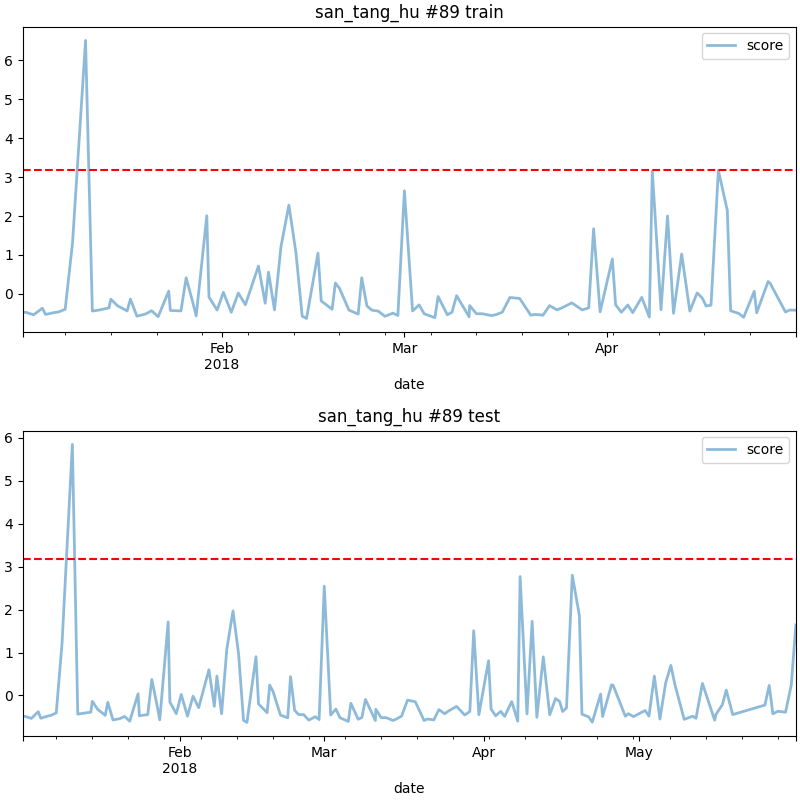 san_tang_hu #89 train
score
6
5
4
3
2
1
0
Feb
2018
Mar
Apr
date
san_tang_hu #89 test
score
6
5
4
3
2
1
0
Feb
2018
Mar
Apr
May
date